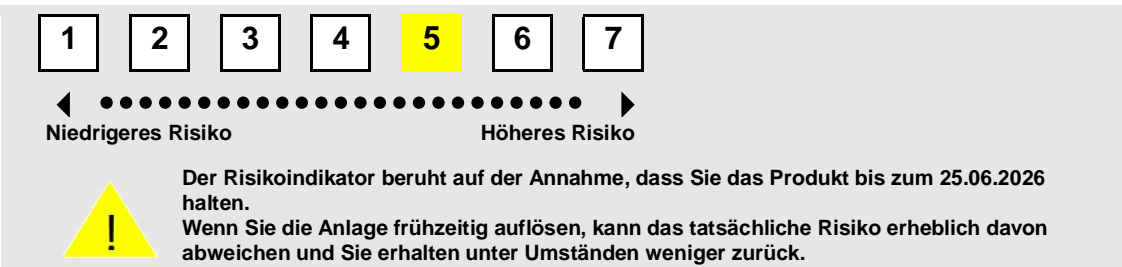 1 2 3 4 5 6 7
Niedrigeres Risiko Höheres Risiko
!
Der Risikoindikator beruht auf der Annahme, dass Sie das Produkt bis zum 25.06.2026
halten.
Wenn Sie die Anlage frühzeitig auflösen, kann das tatsächliche Risiko erheblich davon
abweichen und Sie erhalten unter Umständen weniger zurück.